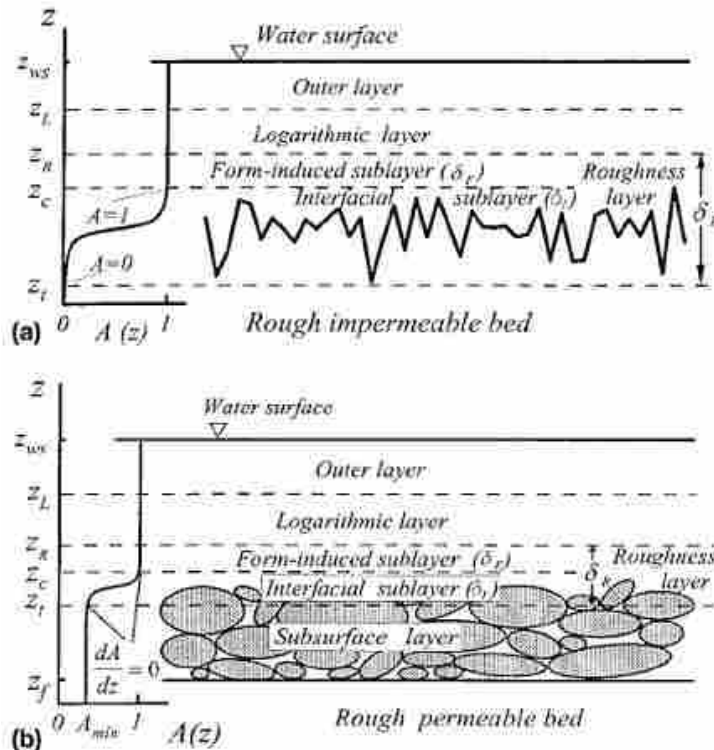 z
Water surface
z_ws
Outer layer
z_L
Logarithmic layer
z_R
Form-induced sublayer (δ_F)
Roughness
z_c
Interfacial sublayer (δ_I)
layer
A=1
A=0
z_t
0 1
A (z)
(a)
Rough impermeable bed
z
Water surface
z_ws
Outer layer
z_L
Logarithmic layer
z_R
Form-induced sublayer (δ_F)
Roughness
z_c
δ_R
layer
Interfacial sublayer (δ_I)
z_t
Subsurface layer
dA
dz =0
z_f
0 A_min 1 A(z)
(b)
Rough permeable bed